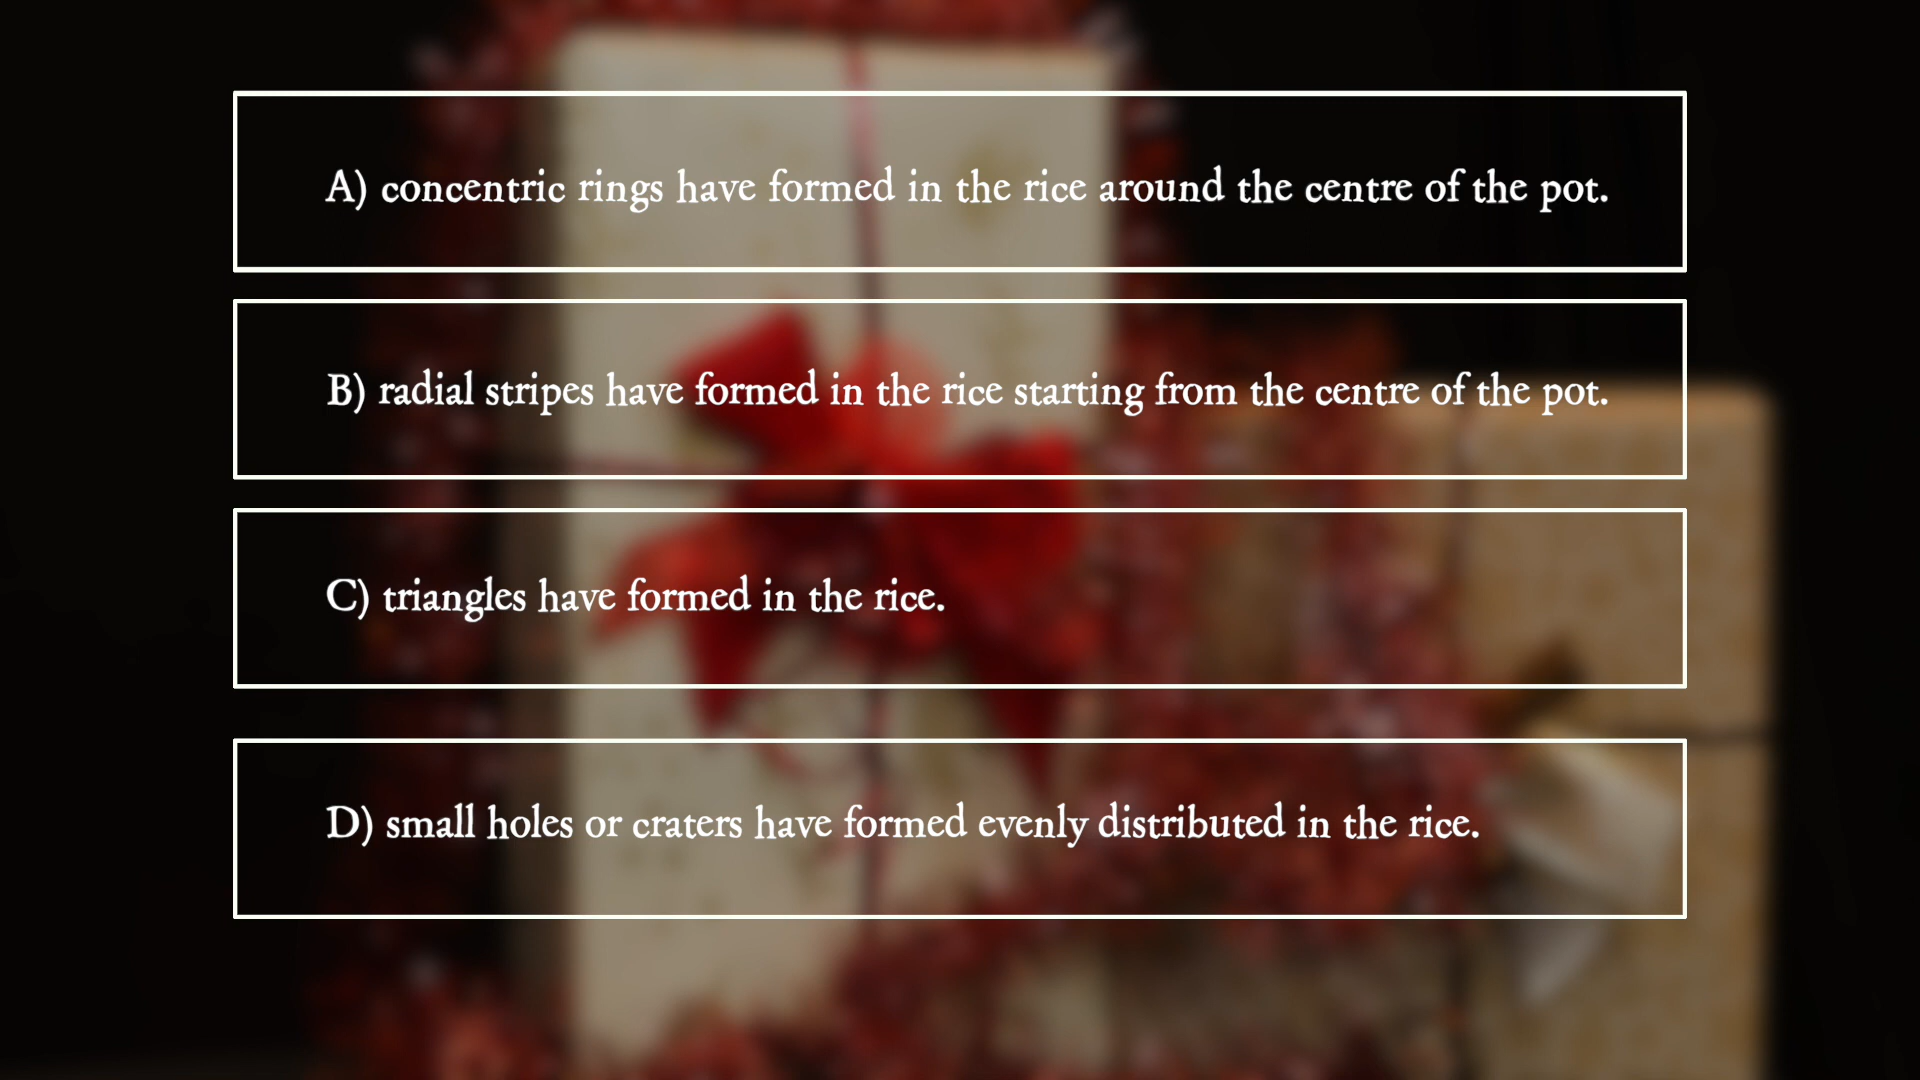 A) concentric rings have formed in the rice around the centre of the pot.
B) radial stripes have formed in the rice starting from the centre of the pot.
C) triangles have formed in the rice.
D) small holes or craters have formed evenly distributed in the rice.